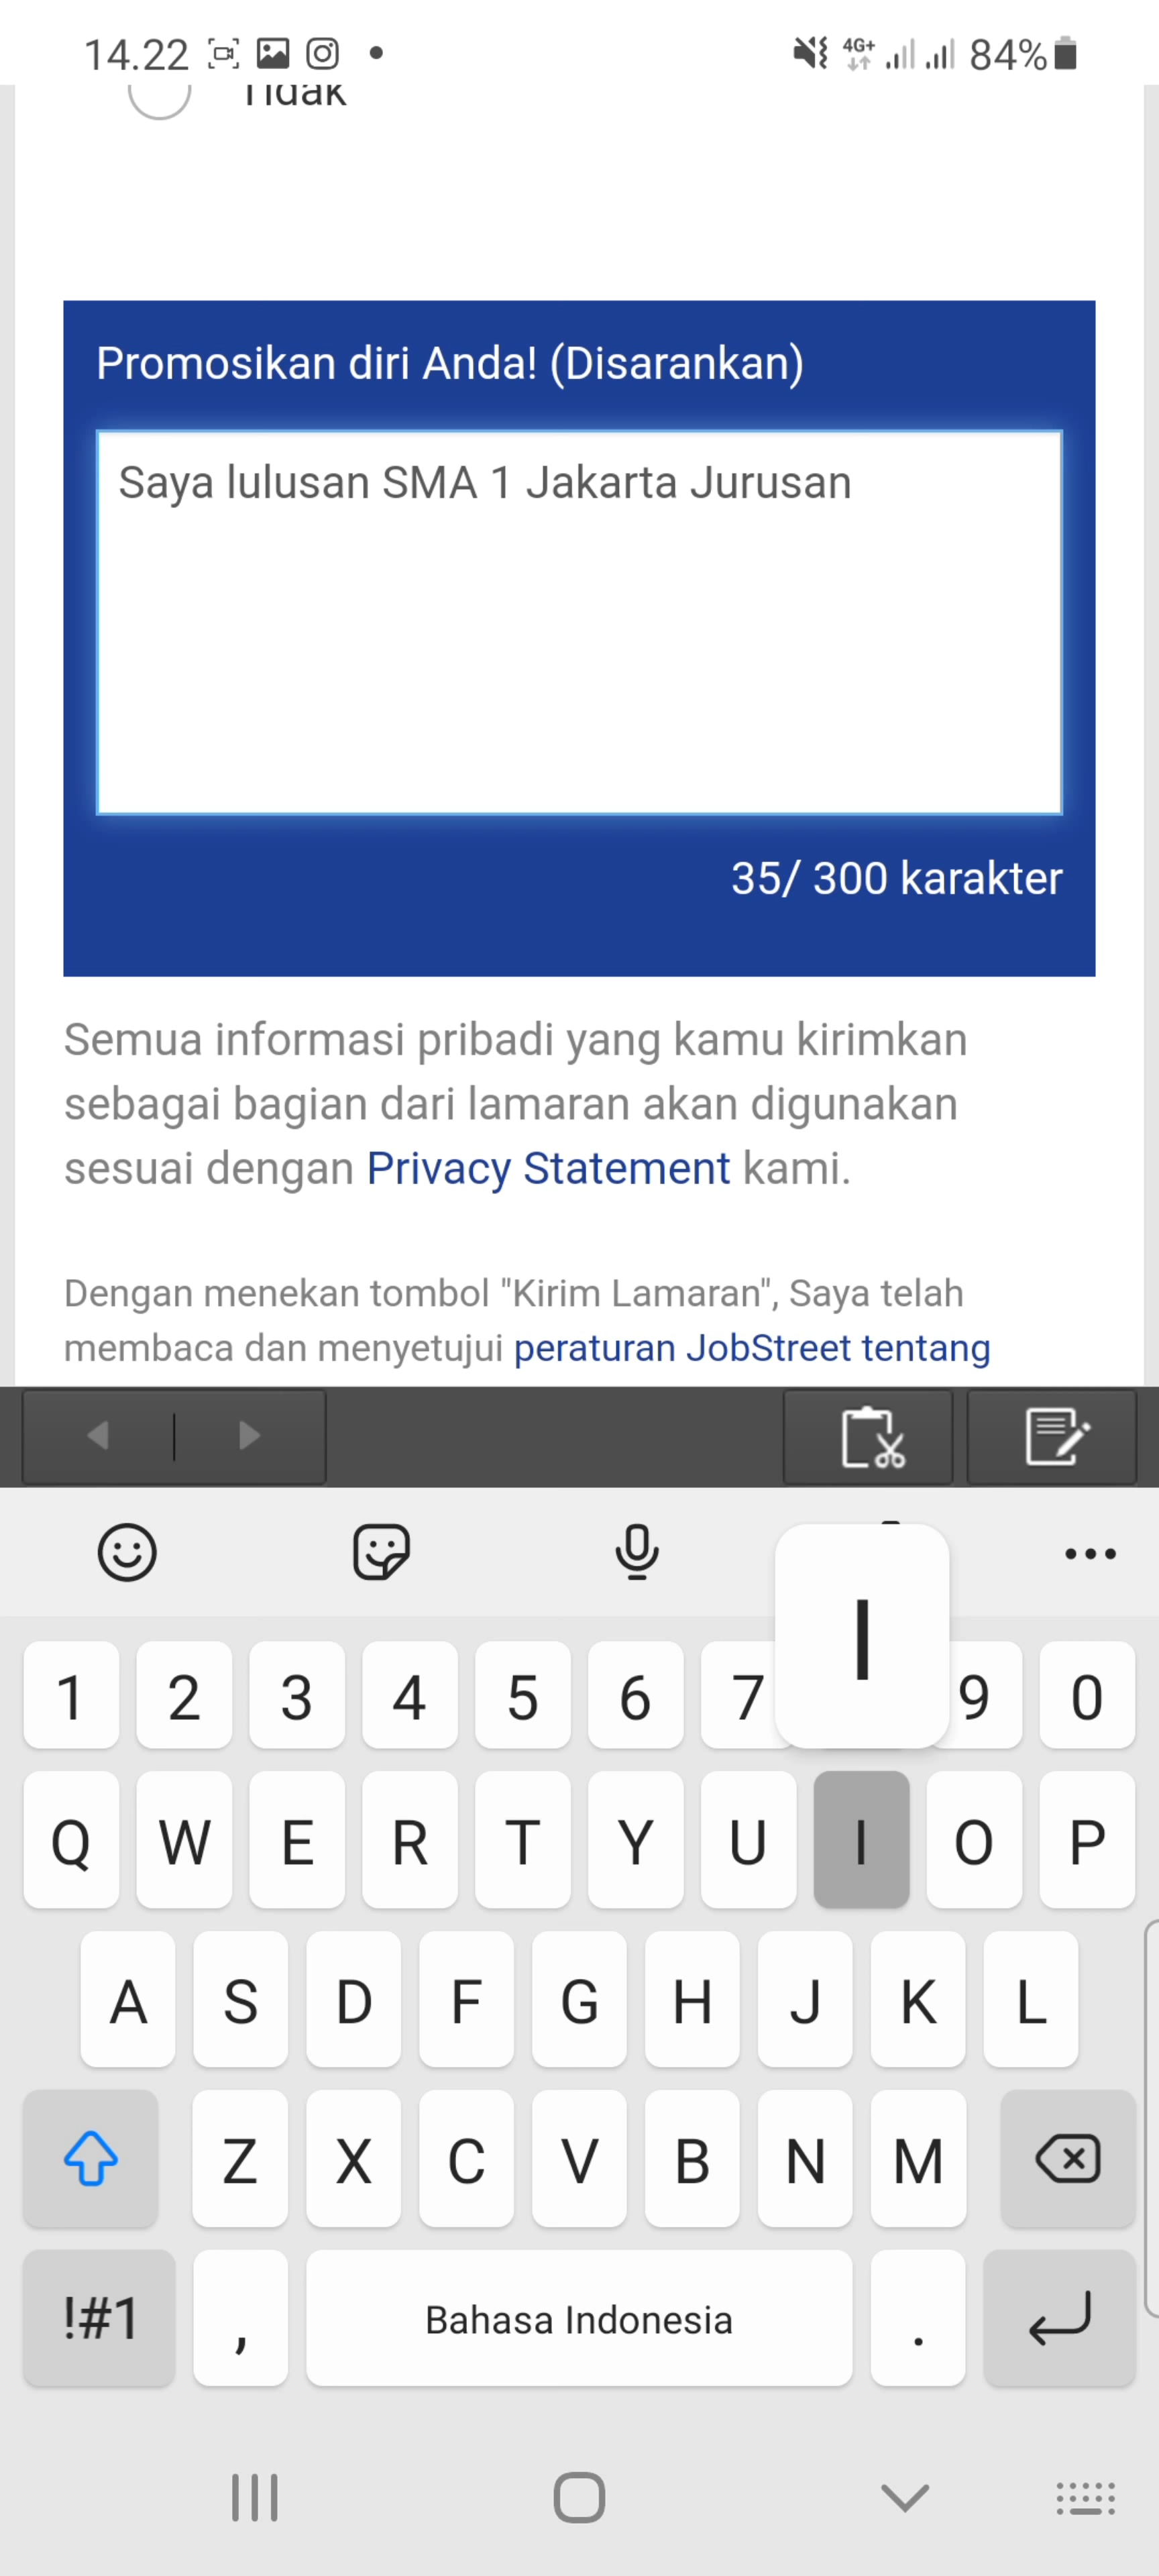 14.22 4G+ 84%
Tidak
Promosikan diri Anda! (Disarankan)
Saya lulusan SMA 1 Jakarta Jurusan
35/ 300 karakter
Semua informasi pribadi yang kamu kirimkan
sebagai bagian dari lamaran akan digunakan
sesuai dengan Privacy Statement kami.
Dengan menekan tombol "Kirim Lamaran", Saya telah
membaca dan menyetujui peraturan JobStreet tentang
I
1 2 3 4 5 6 7 9 0
Q W E R T Y U I O P
A S D F G H J K L
Z X C V B N M
!#1 , Bahasa Indonesia .